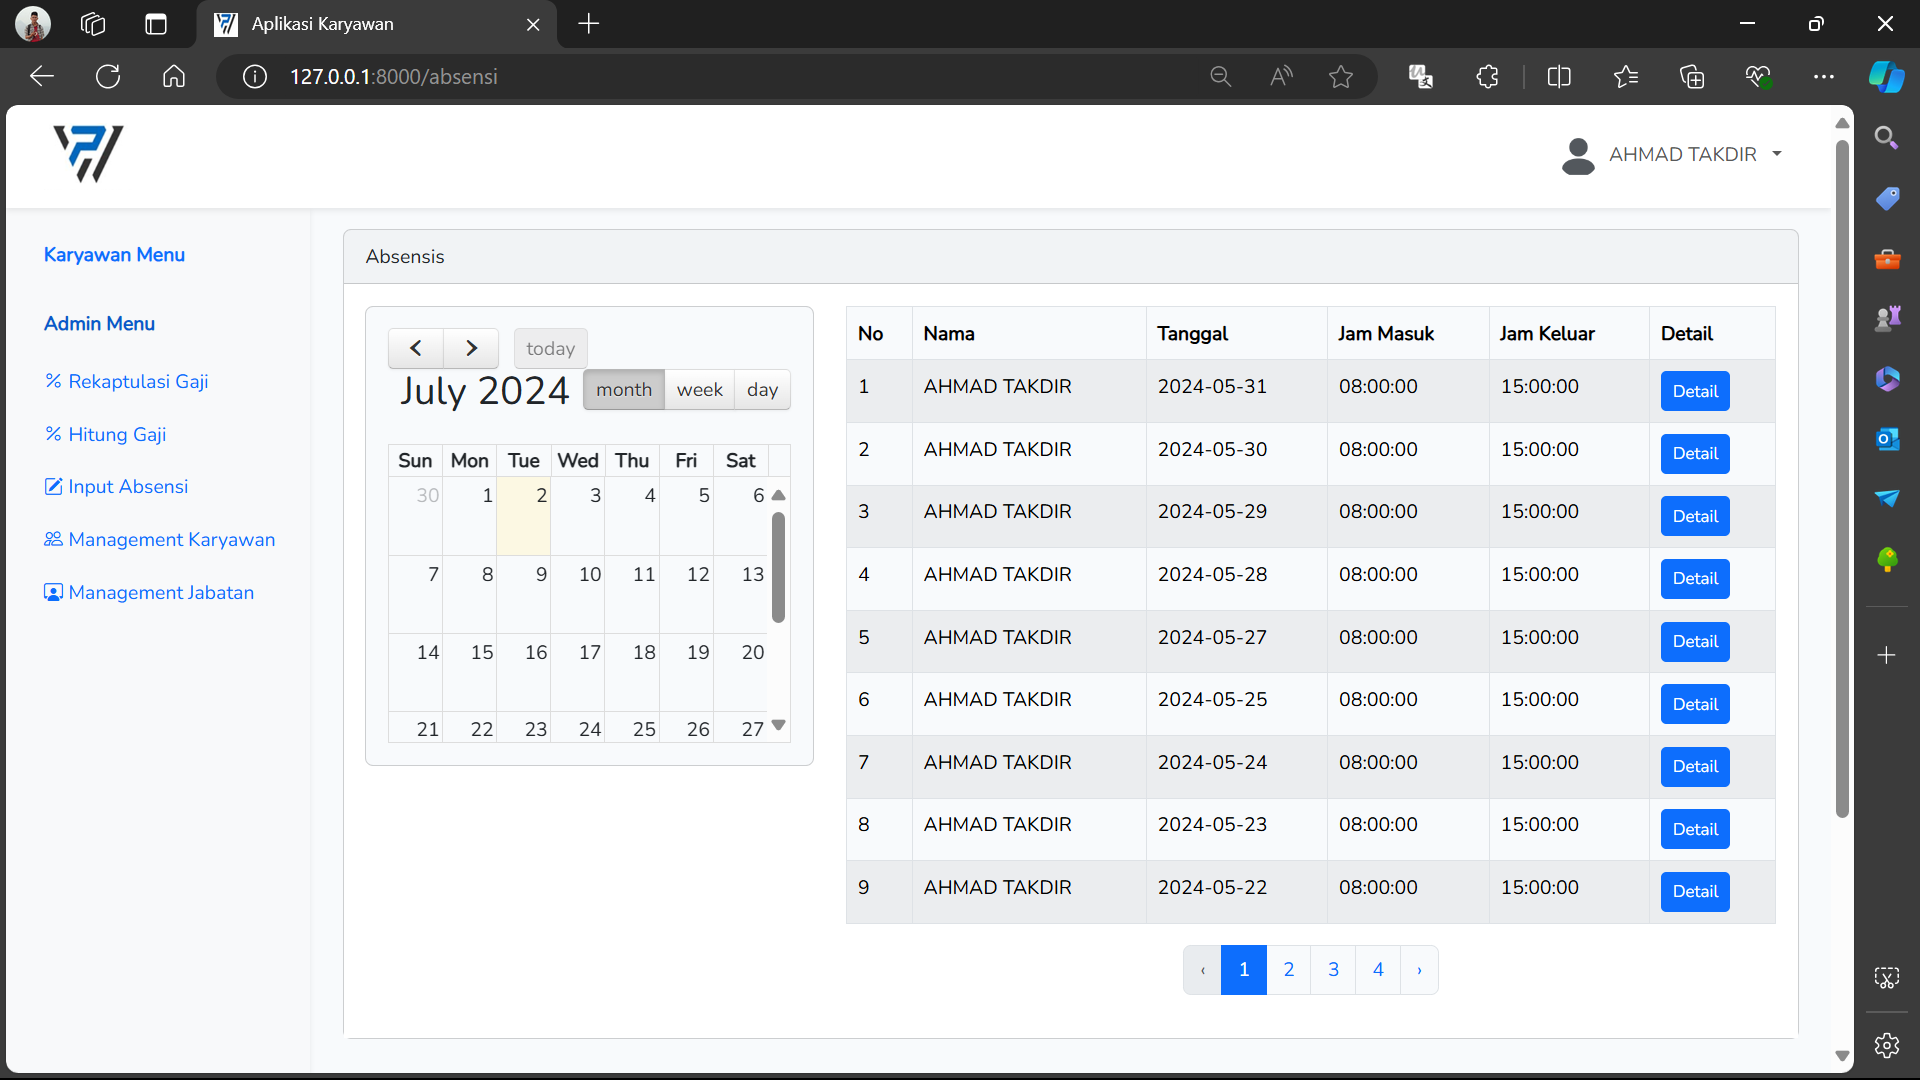 Aplikasi Karyawan
127.0.0.1:8000/absensi
AHMAD TAKDIR
Karyawan Menu
Admin Menu
Rekaptulasi Gaji
Hitung Gaji
Input Absensi
Management Karyawan
Management Jabatan
Absensis
today
July 2024
month week day
Sun Mon Tue Wed Thu Fri Sat
30 1 2 3 4 5 6
7 8 9 10 11 12 13
14 15 16 17 18 19 20
21 22 23 24 25 26 27
No Nama Tanggal Jam Masuk Jam Keluar Detail
1 AHMAD TAKDIR 2024-05-31 08:00:00 15:00:00 Detail
2 AHMAD TAKDIR 2024-05-30 08:00:00 15:00:00 Detail
3 AHMAD TAKDIR 2024-05-29 08:00:00 15:00:00 Detail
4 AHMAD TAKDIR 2024-05-28 08:00:00 15:00:00 Detail
5 AHMAD TAKDIR 2024-05-27 08:00:00 15:00:00 Detail
6 AHMAD TAKDIR 2024-05-25 08:00:00 15:00:00 Detail
7 AHMAD TAKDIR 2024-05-24 08:00:00 15:00:00 Detail
8 AHMAD TAKDIR 2024-05-23 08:00:00 15:00:00 Detail
9 AHMAD TAKDIR 2024-05-22 08:00:00 15:00:00 Detail
‹ 1 2 3 4 ›